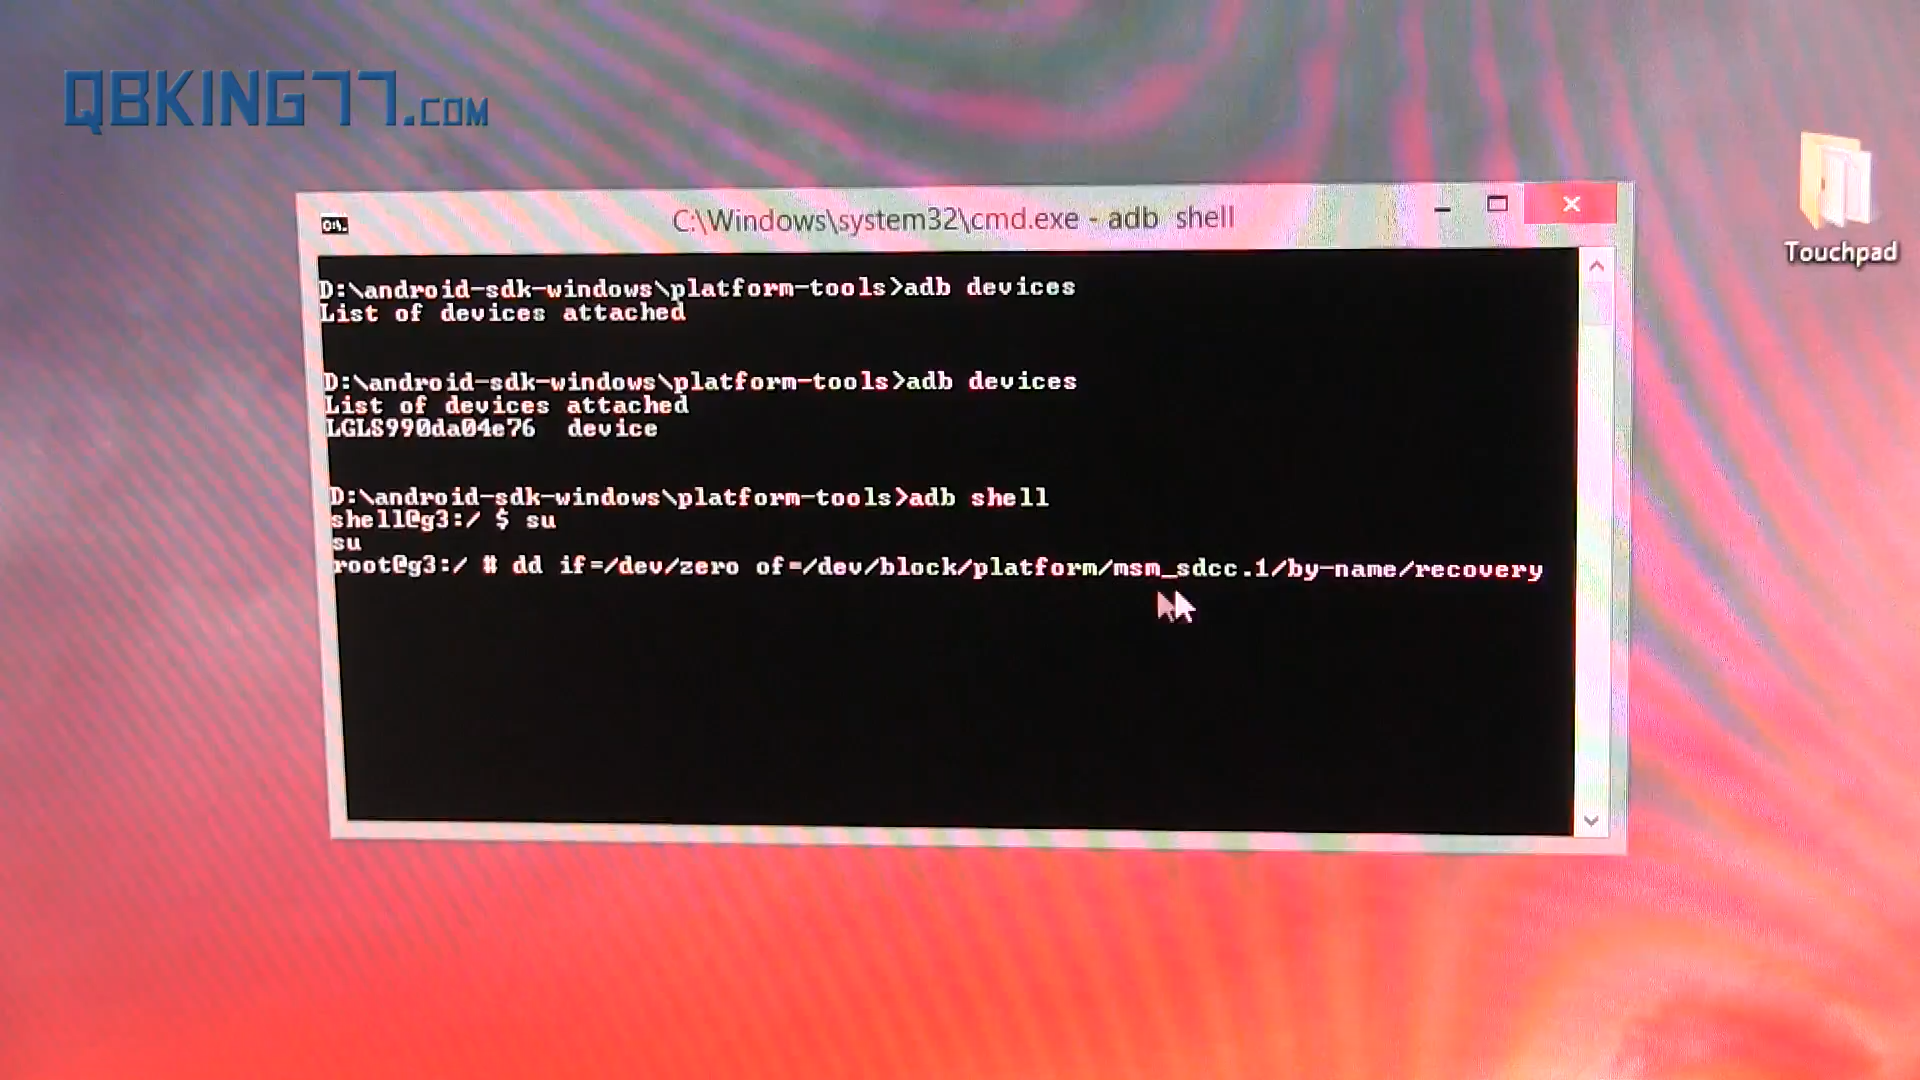 QBKING77.COM
C:\Windows\system32\cmd.exe - adb  shell
Touchpad
D:\android-sdk-windows\platform-tools>adb devices
List of devices attached
D:\android-sdk-windows\platform-tools>adb devices
List of devices attached
LGLS990da04e76  device
D:\android-sdk-windows\platform-tools>adb shell
shell@g3:/ $ su
su
root@g3:/ # dd if=/dev/zero of=/dev/block/platform/msm_sdcc.1/by-name/recovery